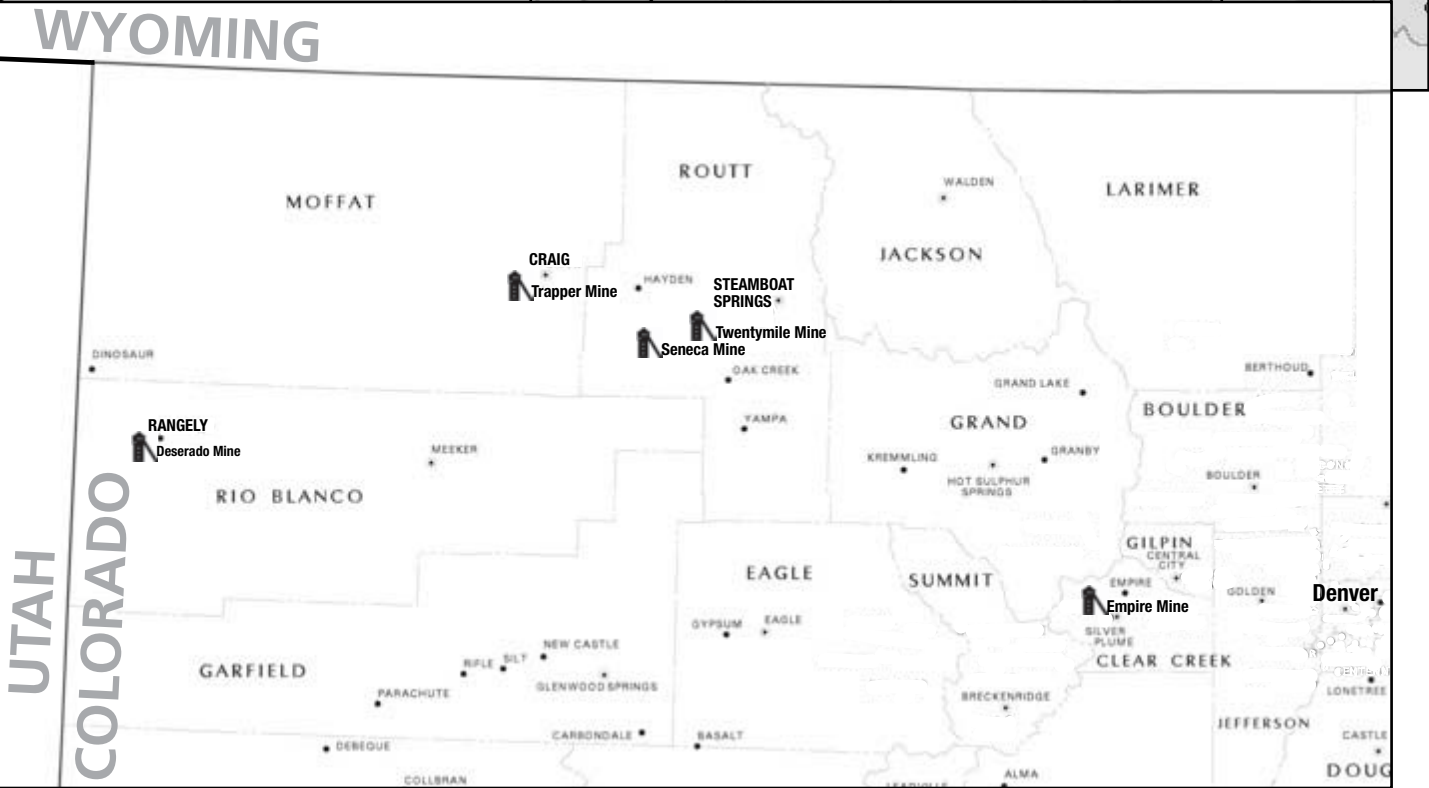 WYOMING
ROUTT
WALDEN
LARIMER
MOFFAT
JACKSON
CRAIG
Trapper Mine
HAYDEN
STEAMBOAT
SPRINGS
Twentymile Mine
Seneca Mine
DINOSAUR
OAK CREEK
GRAND LAKE
BERTHOUD
BOULDER
RANGELY
Deserado Mine
YAMPA
GRAND
MEEKER
KREMMLING
GRANBY
HOT SULPHUR
SPRINGS
BOULDER
RIO BLANCO
UTAH
COLORADO
GILPIN
CENTRAL
CITY
EAGLE
SUMMIT
EMPIRE
Empire Mine
GOLDEN
Denver
GYPSUM
EAGLE
SILVER
PLUME
CLEAR CREEK
NEW CASTLE
SILT
RIFLE
GARFIELD
GLENWOOD SPRINGS
PARACHUTE
BRECKENRIDGE
LONETREE
JEFFERSON
CARBONDALE
BASALT
CASTLE
DEBEQUE
ALMA
DOUG
COLLBRAN